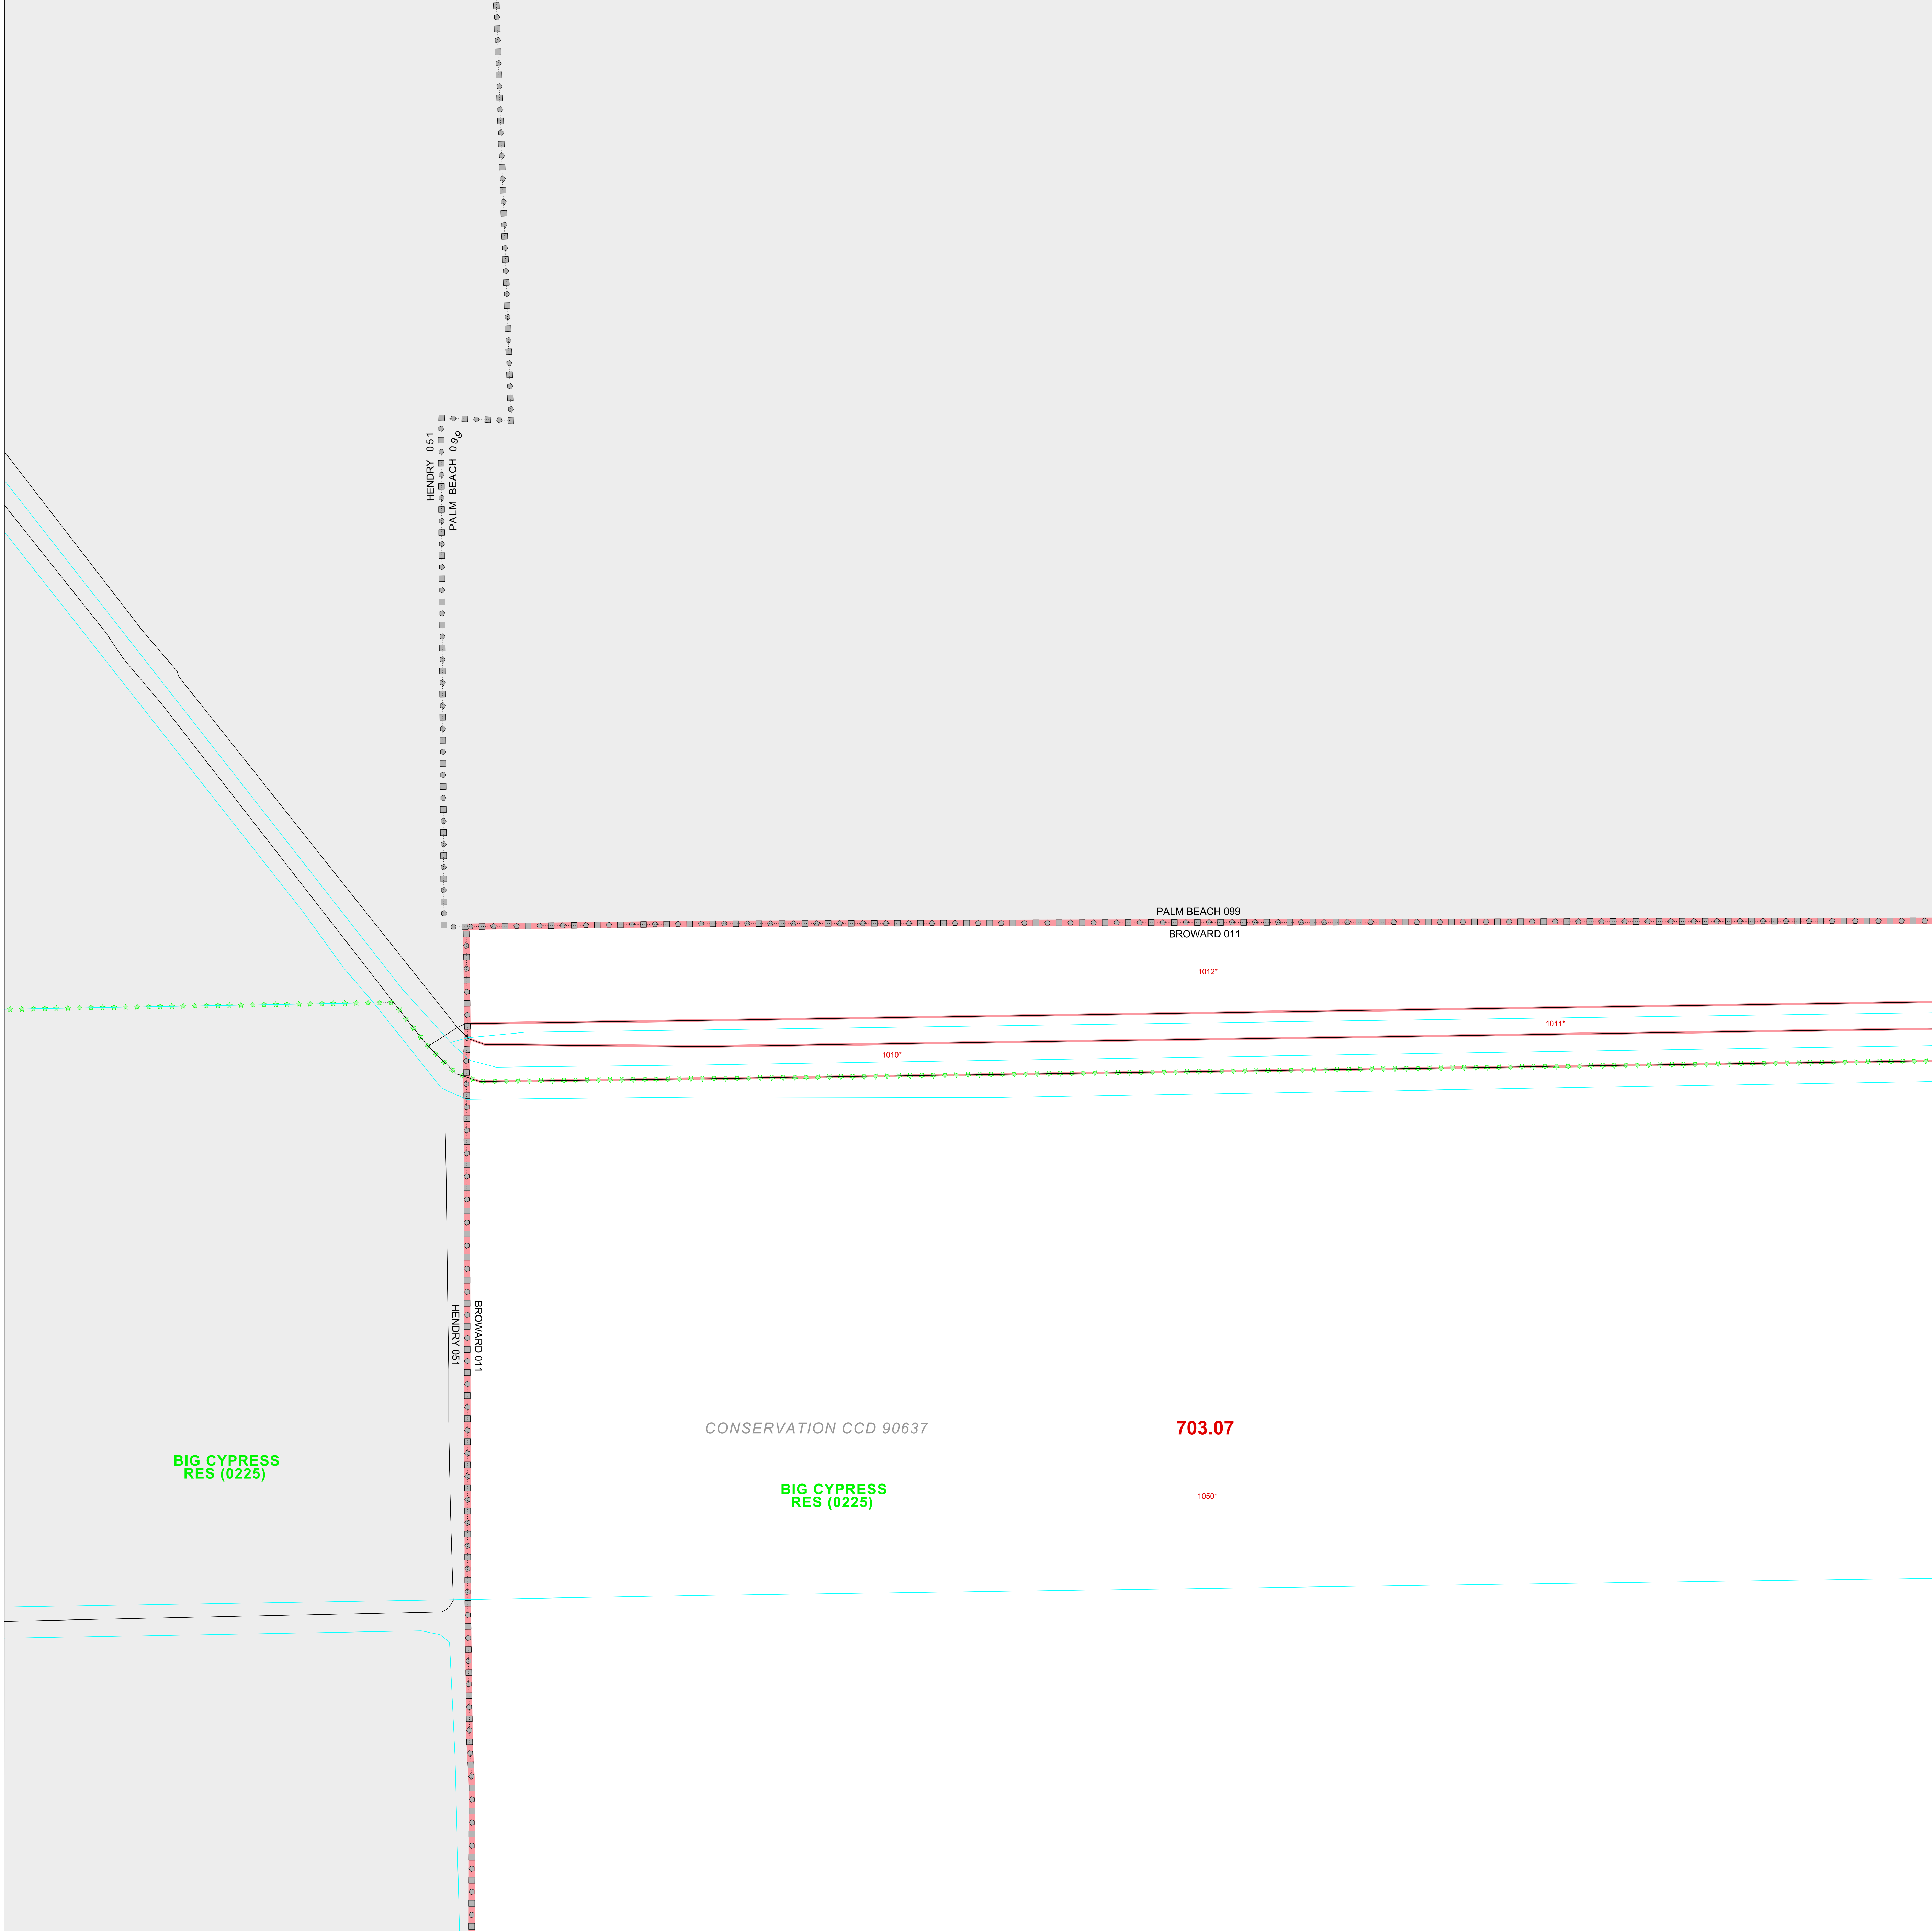 HENDRY 051
PALM BEACH 099
PALM BEACH 099
BROWARD 011
1012*
1011*
1010*
HENDRY 051
BROWARD 011
CONSERVATION CCD 90637
703.07
BIG CYPRESS
RES (0225)
BIG CYPRESS
RES (0225)
1050*